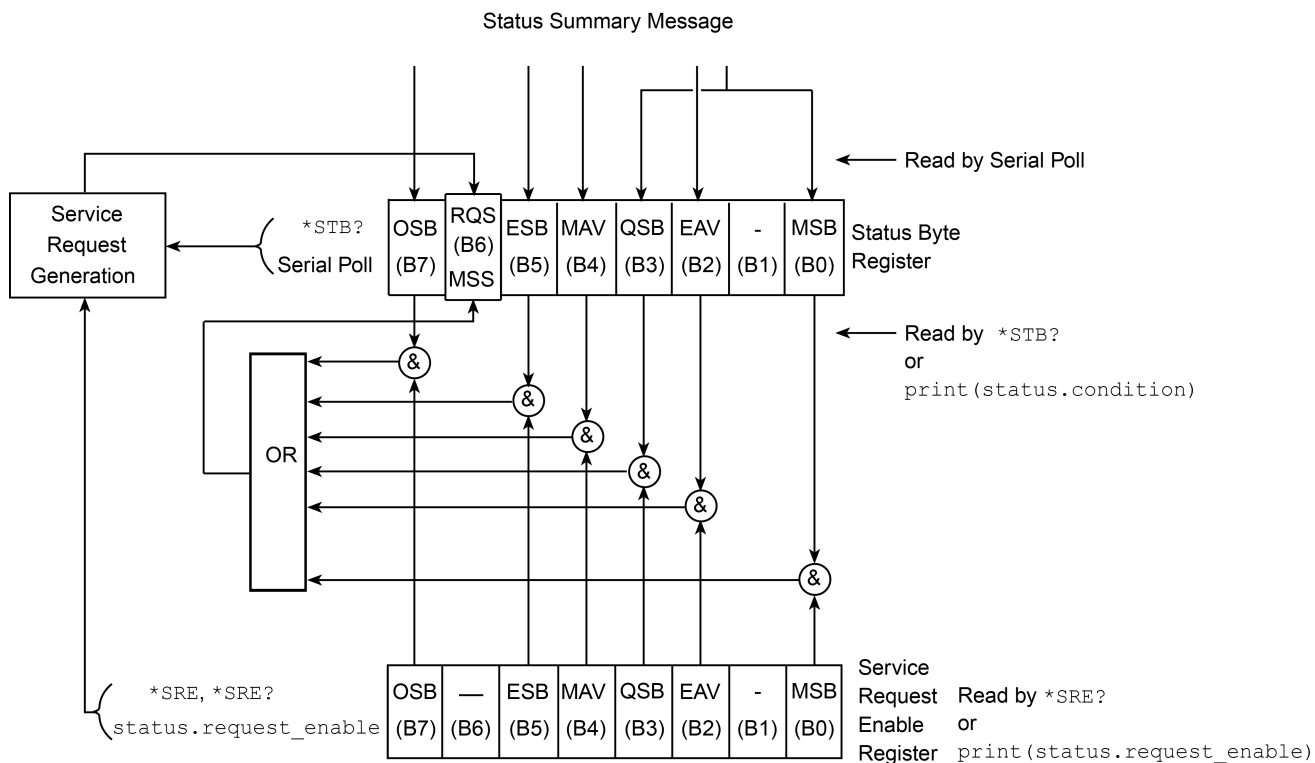 Status Summary Message
Read by Serial Poll
Service
Request
Generation
*STB?
Serial Poll
OSB
(B7)
RQS
(B6)
MSS
ESB
(B5)
MAV
(B4)
QSB
(B3)
EAV
(B2)
-
(B1)
MSB
(B0)
Status Byte
Register
Read by *STB?
or
print(status.condition)
&
&
&
&
&
&
OR
*SRE, *SRE?
status.request_enable
OSB
(B7)
—
(B6)
ESB
(B5)
MAV
(B4)
QSB
(B3)
EAV
(B2)
-
(B1)
MSB
(B0)
Service
Request
Enable
Register
Read by *SRE?
or
print(status.request_enable)